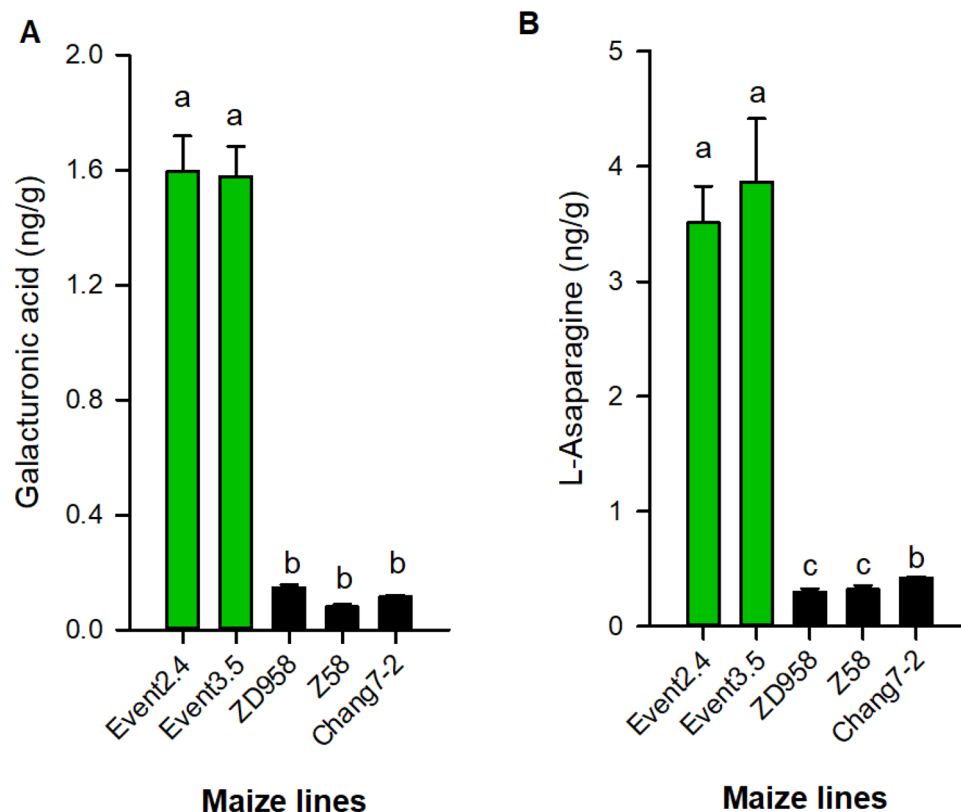 A
Galacturonic acid (ng/g)
2.0
1.6
1.2
0.8
0.4
0.0
a
a
b
b
b
Event2.4
Event3.5
ZD958
Z58
Chang7-2
Maize lines
B
L-Asaparagine (ng/g)
5
4
3
2
1
0
a
a
c
c
b
Event2.4
Event3.5
ZD958
Z58
Chang7-2
Maize lines